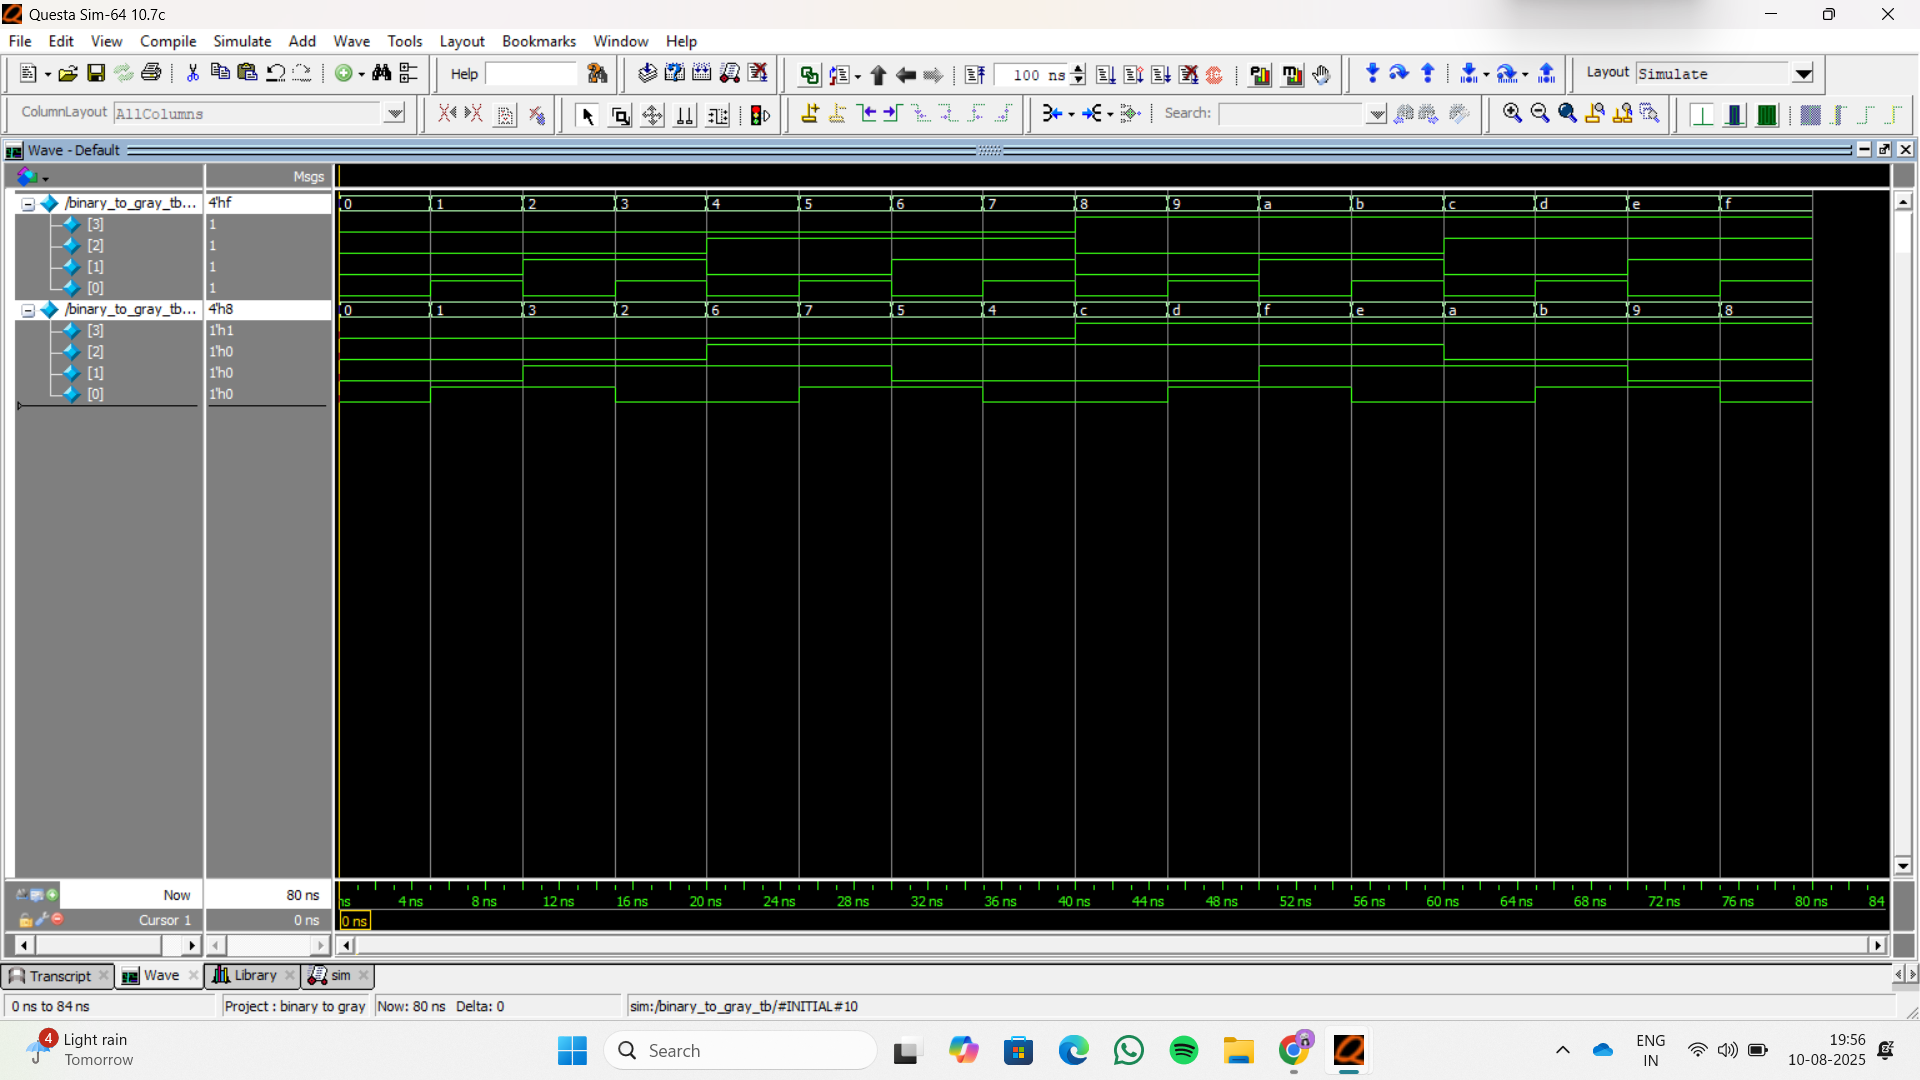 Questa Sim-64 10.7c
File Edit View Compile Simulate Add Wave Tools Layout Bookmarks Window Help
Help 100 ns Layout Simulate
ColumnLayout AllColumns Search:
Wave - Default
Msgs
/binary_to_gray_tb... 4'hf 0 1 2 3 4 5 6 7 8 9 a b c d e f
[3] 1
[2] 1
[1] 1
[0] 1
/binary_to_gray_tb... 4'h8 0 1 3 2 6 7 5 4 c d f e a b 9 8
[3] 1'h1
[2] 1'h0
[1] 1'h0
[0] 1'h0
Now 80 ns ns 4 ns 8 ns 12 ns 16 ns 20 ns 24 ns 28 ns 32 ns 36 ns 40 ns 44 ns 48 ns 52 ns 56 ns 60 ns 64 ns 68 ns 72 ns 76 ns 80 ns 84
Cursor 1 0 ns 0 ns
Transcript Wave Library sim
0 ns to 84 ns Project : binary to gray Now: 80 ns Delta: 0 sim:/binary_to_gray_tb/#INITIAL#10
4 Light rain
Tomorrow
Search
ENG
IN
19:56
10-08-2025